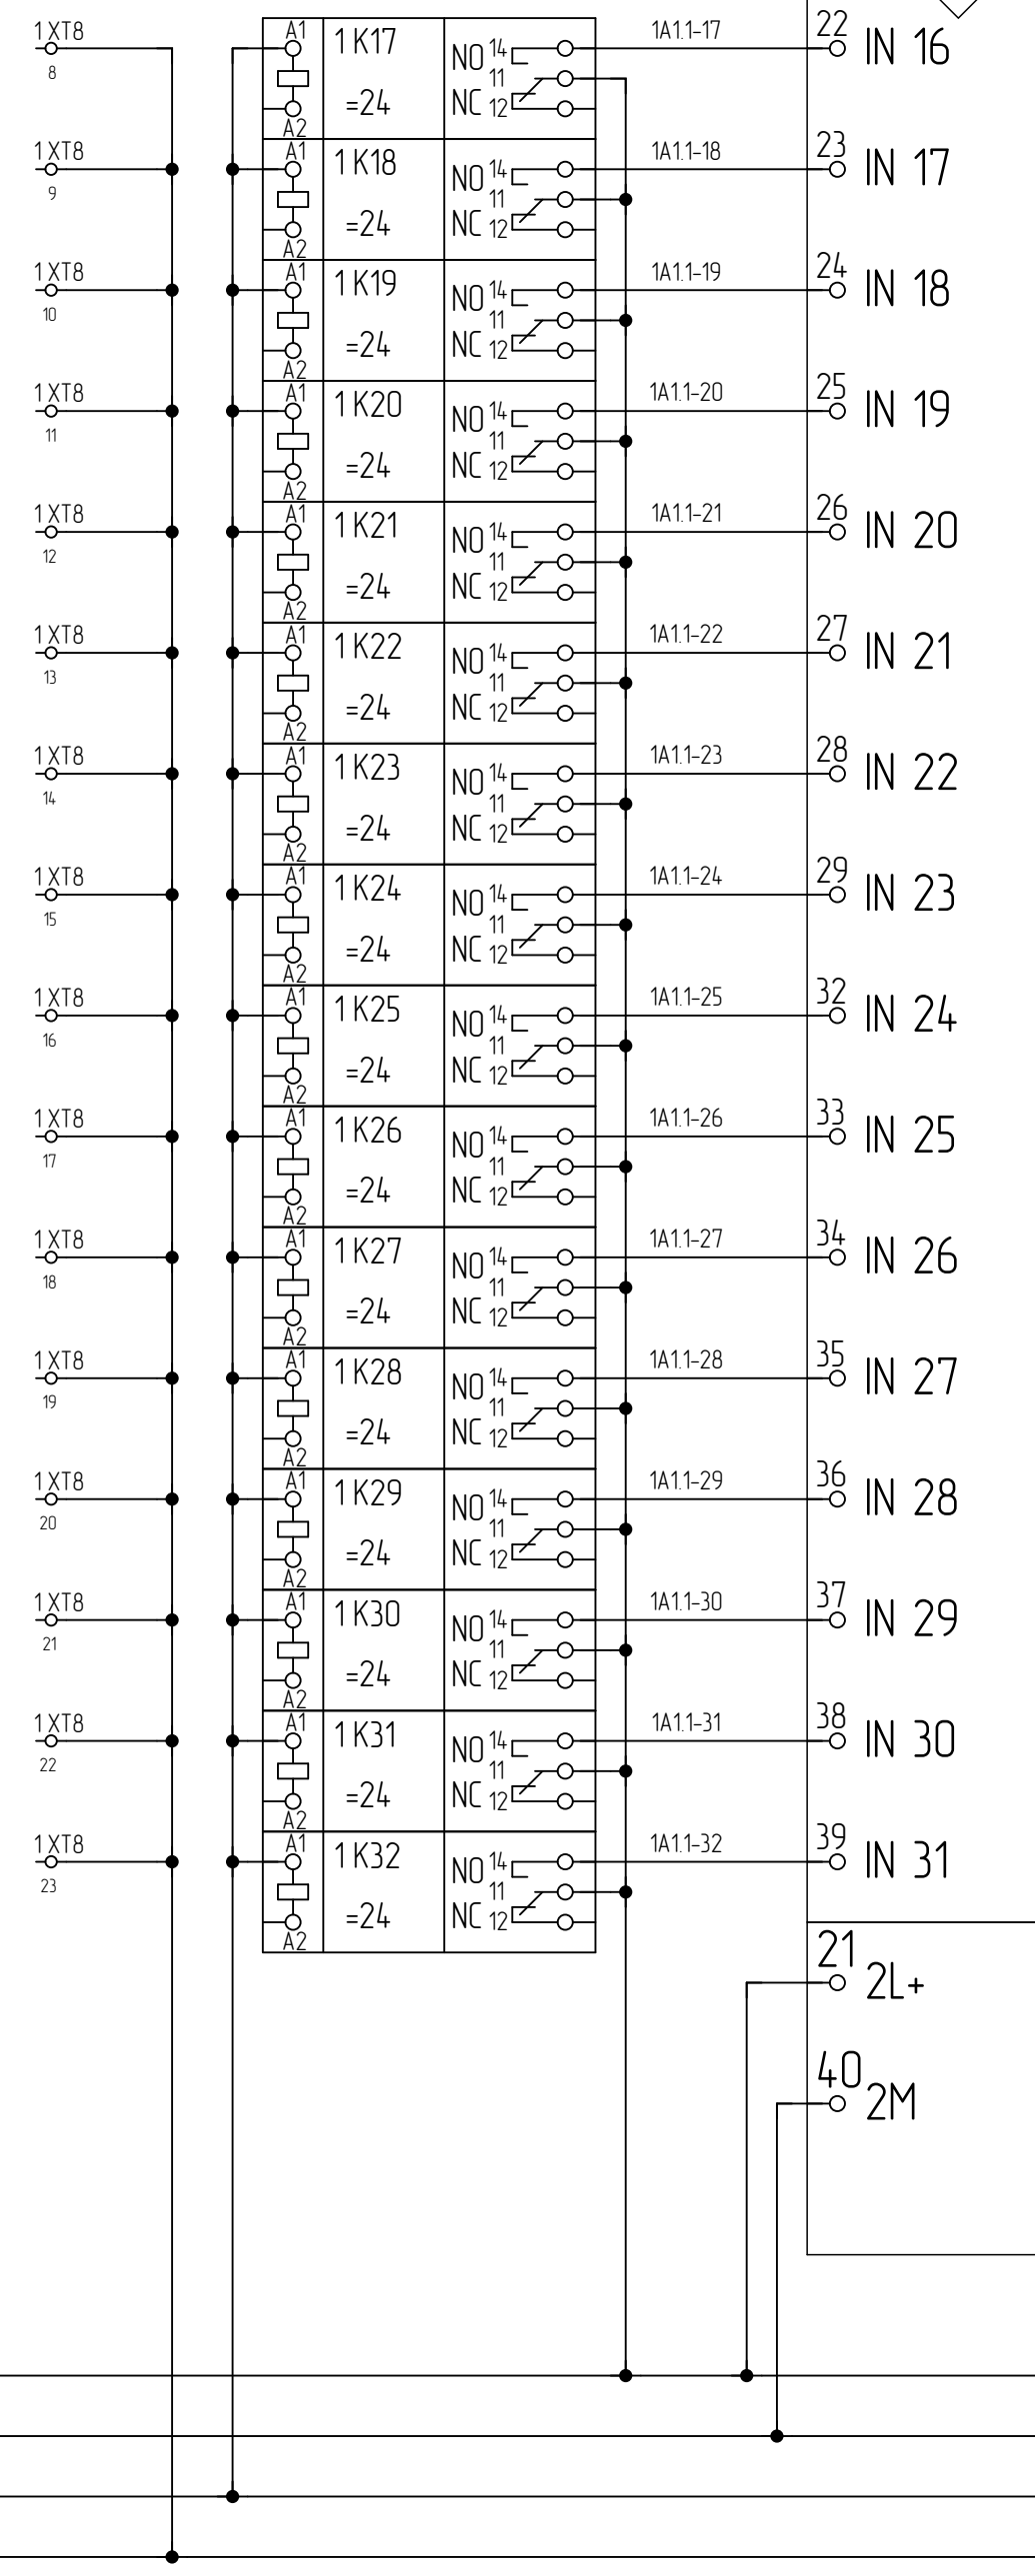 1XT8 A1 1K17 NO 14 1A1.1-17 22 IN 16
8 11
=24 NC 12
A2
1XT8 A1 1K18 NO 14 1A1.1-18 23 IN 17
9 11
=24 NC 12
A2
1XT8 A1 1K19 NO 14 1A1.1-19 24 IN 18
10 11
=24 NC 12
A2
1XT8 A1 1K20 NO 14 1A1.1-20 25 IN 19
11 11
=24 NC 12
A2
1XT8 A1 1K21 NO 14 1A1.1-21 26 IN 20
12 11
=24 NC 12
A2
1XT8 A1 1K22 NO 14 1A1.1-22 27 IN 21
13 11
=24 NC 12
A2
1XT8 A1 1K23 NO 14 1A1.1-23 28 IN 22
14 11
=24 NC 12
A2
1XT8 A1 1K24 NO 14 1A1.1-24 29 IN 23
15 11
=24 NC 12
A2
1XT8 A1 1K25 NO 14 1A1.1-25 32 IN 24
16 11
=24 NC 12
A2
1XT8 A1 1K26 NO 14 1A1.1-26 33 IN 25
17 11
=24 NC 12
A2
1XT8 A1 1K27 NO 14 1A1.1-27 34 IN 26
18 11
=24 NC 12
A2
1XT8 A1 1K28 NO 14 1A1.1-28 35 IN 27
19 11
=24 NC 12
A2
1XT8 A1 1K29 NO 14 1A1.1-29 36 IN 28
20 11
=24 NC 12
A2
1XT8 A1 1K30 NO 14 1A1.1-30 37 IN 29
21 11
=24 NC 12
A2
1XT8 A1 1K31 NO 14 1A1.1-31 38 IN 30
22 11
=24 NC 12
A2
1XT8 A1 1K32 NO 14 1A1.1-32 39 IN 31
23 11
=24 NC 12
A2
21 2L+
40 2M